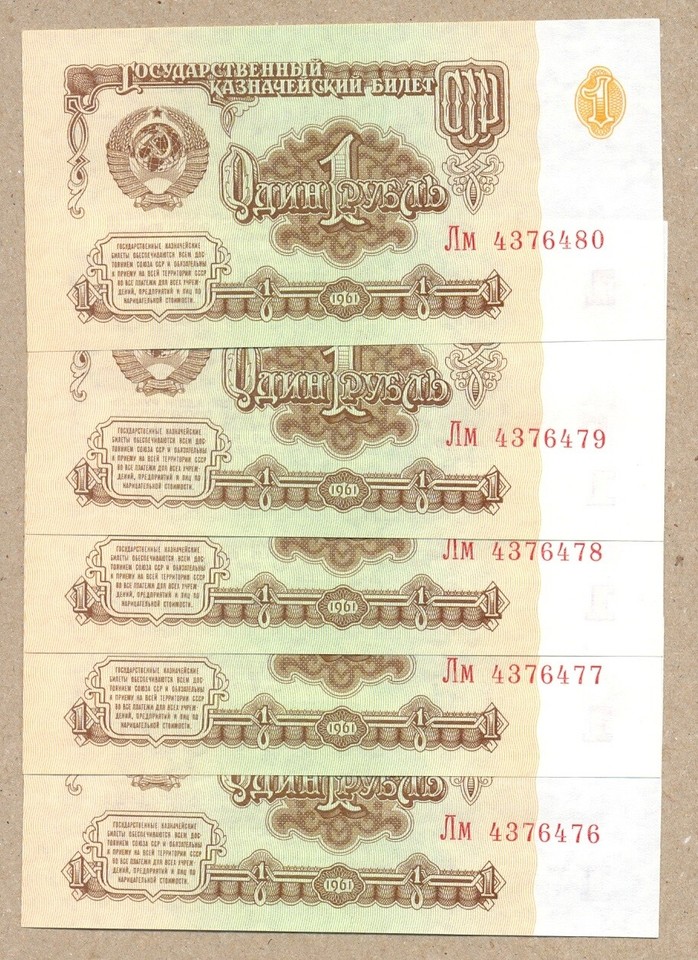 ГОСУДАРСТВЕННЫЙ
КАЗНАЧЕЙСКИЙ БИЛЕТ
СССР
1
ОДИН 1 РУБЛЬ
Лм 4376480
ГОСУДАРСТВЕННЫЕ КАЗНАЧЕЙСКИЕ
БИЛЕТЫ ОБЕСПЕЧИВАЮТСЯ ВСЕМ ДОС-
ТОЯНИЕМ СОЮЗА ССР И ОБЯЗАТЕЛЬНЫ
К ПРИЕМУ НА ВСЕЙ ТЕРРИТОРИИ СССР
ВО ВСЕ ПЛАТЕЖИ ДЛЯ ВСЕХ УЧРЕЖ-
ДЕНИЙ, ПРЕДПРИЯТИЙ И ЛИЦ ПО
НАРИЦАТЕЛЬНОЙ СТОИМОСТИ.
1 1 1961 1 1
ОДИН 1 РУБЛЬ
Лм 4376479
ГОСУДАРСТВЕННЫЕ КАЗНАЧЕЙСКИЕ
БИЛЕТЫ ОБЕСПЕЧИВАЮТСЯ ВСЕМ ДОС-
ТОЯНИЕМ СОЮЗА ССР И ОБЯЗАТЕЛЬНЫ
К ПРИЕМУ НА ВСЕЙ ТЕРРИТОРИИ СССР
ВО ВСЕ ПЛАТЕЖИ ДЛЯ ВСЕХ УЧРЕЖ-
ДЕНИЙ, ПРЕДПРИЯТИЙ И ЛИЦ ПО
НАРИЦАТЕЛЬНОЙ СТОИМОСТИ.
1 1 1961 1 1
Лм 4376478
ГОСУДАРСТВЕННЫЕ КАЗНАЧЕЙСКИЕ
БИЛЕТЫ ОБЕСПЕЧИВАЮТСЯ ВСЕМ ДОС-
ТОЯНИЕМ СОЮЗА ССР И ОБЯЗАТЕЛЬНЫ
К ПРИЕМУ НА ВСЕЙ ТЕРРИТОРИИ СССР
ВО ВСЕ ПЛАТЕЖИ ДЛЯ ВСЕХ УЧРЕЖ-
ДЕНИЙ, ПРЕДПРИЯТИЙ И ЛИЦ ПО
НАРИЦАТЕЛЬНОЙ СТОИМОСТИ.
1 1 1961 1 1
Лм 4376477
ГОСУДАРСТВЕННЫЕ КАЗНАЧЕЙСКИЕ
БИЛЕТЫ ОБЕСПЕЧИВАЮТСЯ ВСЕМ ДОС-
ТОЯНИЕМ СОЮЗА ССР И ОБЯЗАТЕЛЬНЫ
К ПРИЕМУ НА ВСЕЙ ТЕРРИТОРИИ СССР
ВО ВСЕ ПЛАТЕЖИ ДЛЯ ВСЕХ УЧРЕЖ-
ДЕНИЙ, ПРЕДПРИЯТИЙ И ЛИЦ ПО
НАРИЦАТЕЛЬНОЙ СТОИМОСТИ.
1 1 1961 1 1
ОДИН 1 РУБЛЬ
Лм 4376476
ГОСУДАРСТВЕННЫЕ КАЗНАЧЕЙСКИЕ
БИЛЕТЫ ОБЕСПЕЧИВАЮТСЯ ВСЕМ ДОС-
ТОЯНИЕМ СОЮЗА ССР И ОБЯЗАТЕЛЬНЫ
К ПРИЕМУ НА ВСЕЙ ТЕРРИТОРИИ СССР
ВО ВСЕ ПЛАТЕЖИ ДЛЯ ВСЕХ УЧРЕЖ-
ДЕНИЙ, ПРЕДПРИЯТИЙ И ЛИЦ ПО
НАРИЦАТЕЛЬНОЙ СТОИМОСТИ.
1 1 1961 1 1